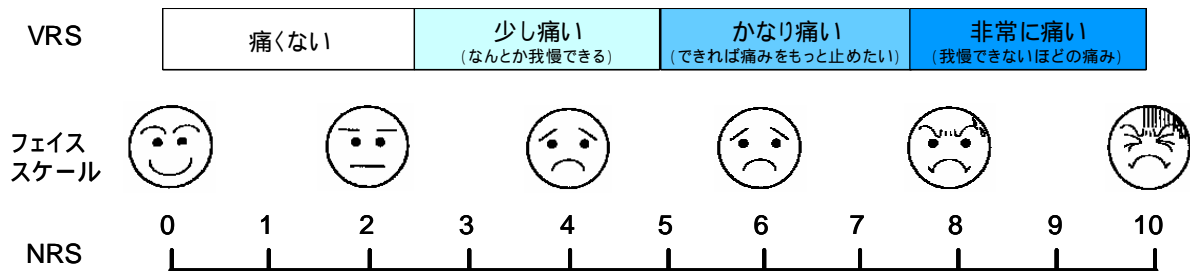 VRS
痛くない
少し痛い
(なんとか我慢できる)
かなり痛い
(できれば痛みをもっと止めたい)
非常に痛い
(我慢できないほどの痛み)
フェイス
スケール
0 1 2 3 4 5 6 7 8 9 10
NRS